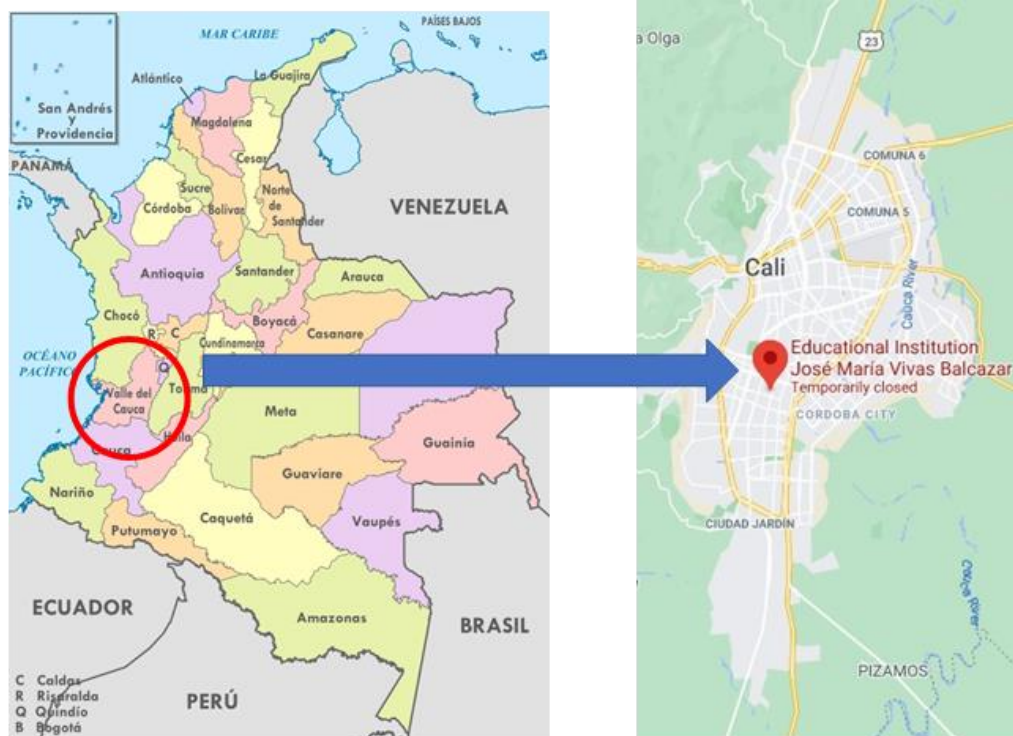 PAÍSES BAJOS
MAR CARIBE
La Guajira
Atlántico
San Andrés
y
Providencia
Magdalena
PANAMÁ
Cesar
Sucre
Norte
de
Santander
Córdoba
Bolívar
VENEZUELA
Antioquia
Santander
Arauca
Chocó
Boyacá
R
C
Casanare
Cundinamarca
OCÉANO
PACÍFICO
Q
Valle del
Cauca
Tolima
Meta
Huila
Cauca
Guainía
Guaviare
Nariño
Vaupés
Caquetá
Putumayo
ECUADOR
Amazonas
BRASIL
PERÚ
C Caldas
R Risaralda
Q Quindío
B Bogotá
a Olga
23
COMUNA 6
COMUNA 5
Cali
Cauca River
Educational Institution
José María Vivas Balcazar
Temporarily closed
CORDOBA CITY
CIUDAD JARDÍN
Cauca River
PIZAMOS